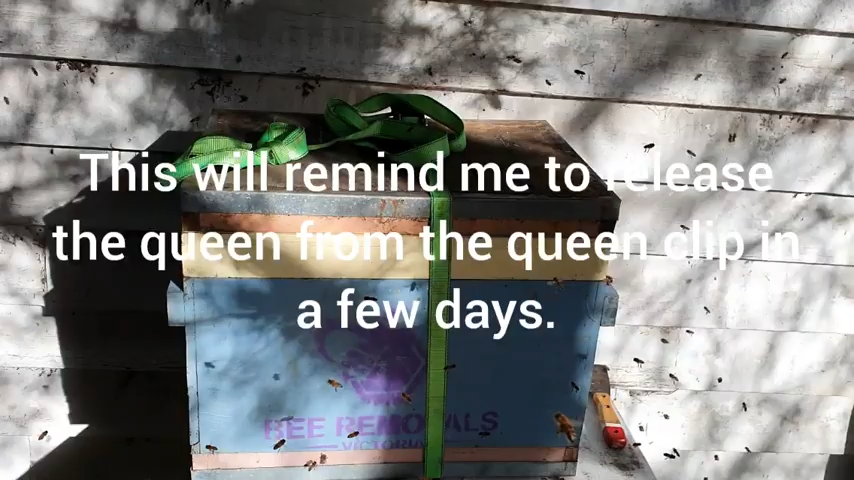 This will remind me to release
the queen from the queen clip in
a few days.
BEE REMOVALS
VICTORIA